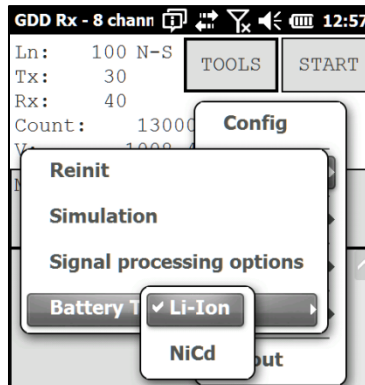 GDD Rx - 8 chann 12:57
Ln: 100 N-S
TOOLS
START
Tx: 30
Rx: 40
Count: 13000
Config
Reinit
Simulation
Signal processing options
Battery T
✓ Li-Ion
NiCd
out